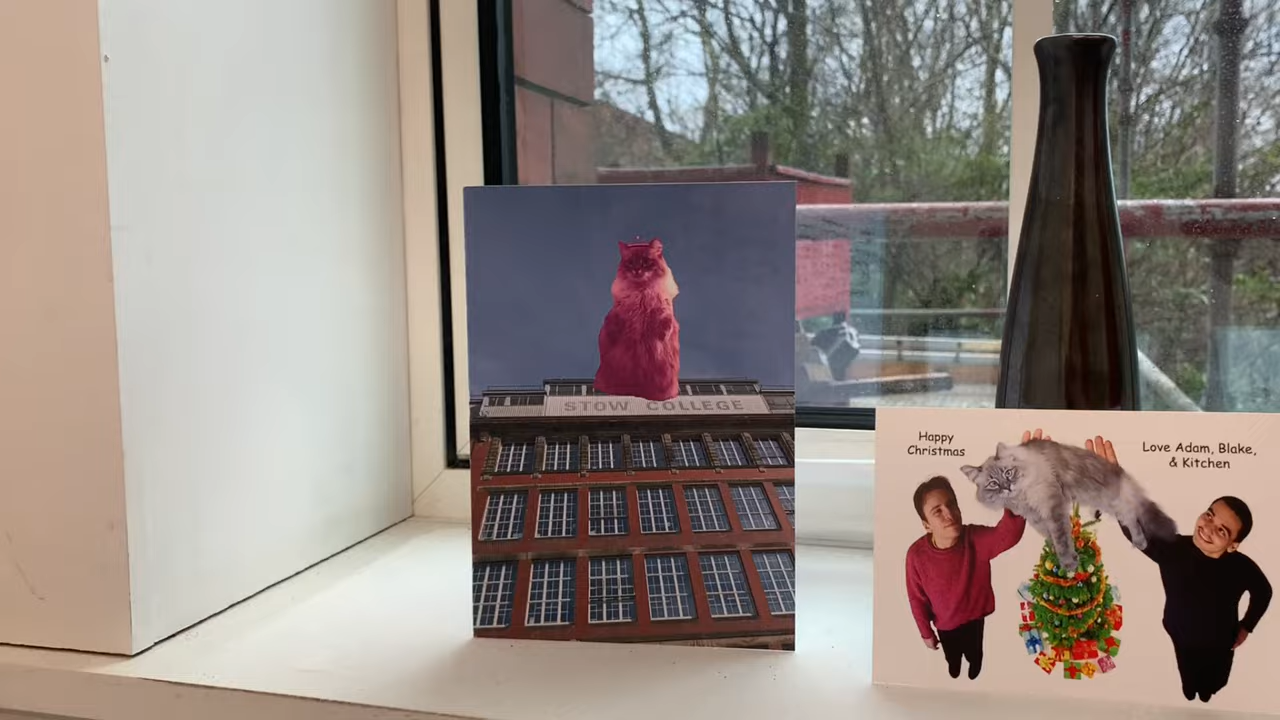 STOW COLLEGE
Happy
Christmas
Love Adam, Blake,
& Kitchen